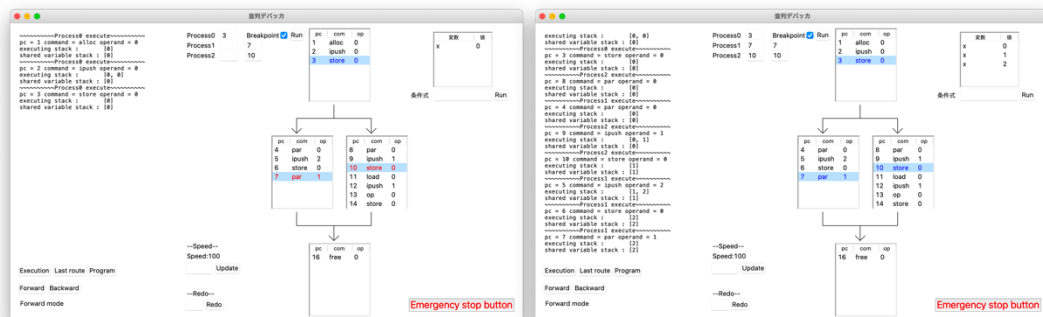 並列デバッカ
~~~~~~~~~~Process0 execute~~~~~~~~~~
pc = 1 command = alloc operand = 0
executing stack :
shared variable stack : [0]
~~~~~~~~~~Process0 execute~~~~~~~~~~
pc = 2 command = ipush operand = 0
executing stack : [0, 0]
shared variable stack : [0]
~~~~~~~~~~Process0 execute~~~~~~~~~~
pc = 3 command = store operand = 0
executing stack : [0]
shared variable stack : [0]
Process0 3
Process1 7
Process2 10
Breakpoint Run
pc com op
1 alloc 0
2 ipush 0
3 store 0
変数 値
x 0
条件式 Run
pc com op
4 par 0
5 ipush 2
6 store 0
7 par 1
pc com op
8 par 0
9 ipush 1
10 store 0
11 load 0
12 ipush 1
13 op 0
14 store 0
pc com op
16 free 0
--Speed--
Speed:100
Update
--Redo--
Redo
Execution Last route Program
Forward Backward
Forward mode
Emergency stop button
並列デバッカ
executing stack : [0, 0]
shared variable stack : [0]
~~~~~~~~~~Process0 execute~~~~~~~~~~
pc = 3 command = store operand = 0
executing stack : [0]
shared variable stack : [0]
~~~~~~~~~~Process2 execute~~~~~~~~~~
pc = 8 command = par operand = 0
executing stack : [0]
shared variable stack : [0]
~~~~~~~~~~Process1 execute~~~~~~~~~~
pc = 4 command = par operand = 0
executing stack : [0]
shared variable stack : [0]
~~~~~~~~~~Process2 execute~~~~~~~~~~
pc = 9 command = ipush operand = 1
executing stack : [0, 1]
shared variable stack : [0]
~~~~~~~~~~Process2 execute~~~~~~~~~~
pc = 10 command = store operand = 0
executing stack : [1]
shared variable stack : [1]
~~~~~~~~~~Process1 execute~~~~~~~~~~
pc = 5 command = ipush operand = 2
executing stack : [1, 2]
shared variable stack : [1]
~~~~~~~~~~Process1 execute~~~~~~~~~~
pc = 6 command = store operand = 0
executing stack : [2]
shared variable stack : [2]
~~~~~~~~~~Process1 execute~~~~~~~~~~
pc = 7 command = par operand = 1
executing stack : [2]
shared variable stack : [2]
Process0 3
Process1 7 7
Process2 10 10
Breakpoint Run
pc com op
1 alloc 0
2 ipush 0
3 store 0
変数 値
x 0
x 1
x 2
条件式 Run
pc com op
4 par 0
5 ipush 2
6 store 0
7 par 1
pc com op
8 par 0
9 ipush 1
10 store 0
11 load 0
12 ipush 1
13 op 0
14 store 0
pc com op
16 free 0
--Speed--
Speed:100
Update
--Redo--
Redo
Execution Last route Program
Forward Backward
Forward mode
Emergency stop button